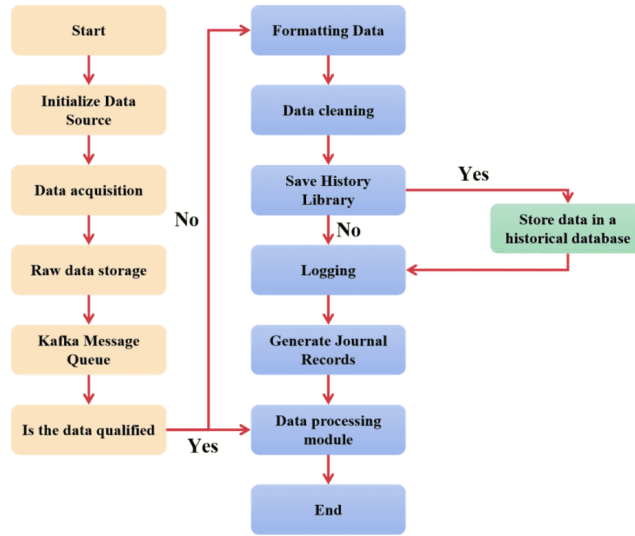 Start
Initialize Data
Source
Data acquisition
Raw data storage
Kafka Message
Queue
Is the data qualified
No
Yes
Formatting Data
Data cleaning
Save History
Library
Yes
No
Store data in a
historical database
Logging
Generate Journal
Records
Data processing
module
End